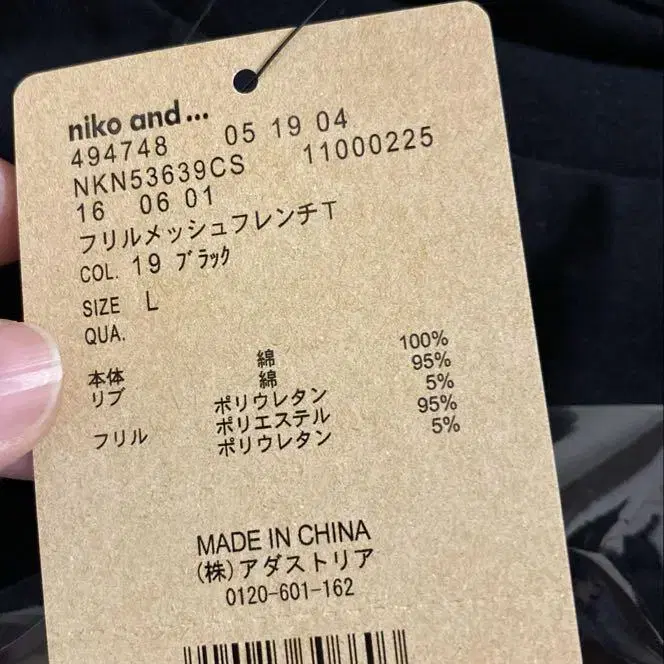 niko and...
494748 05 19 04
NKN53639CS 11000225
16 06 01
フリルメッシュフレンチT
COL. 19 ブラック
SIZE L
QUA.
本体 綿 100%
リブ 綿 95%
ポリウレタン 5%
フリル ポリエステル 95%
ポリウレタン 5%
MADE IN CHINA
(株)アダストリア
0120-601-162